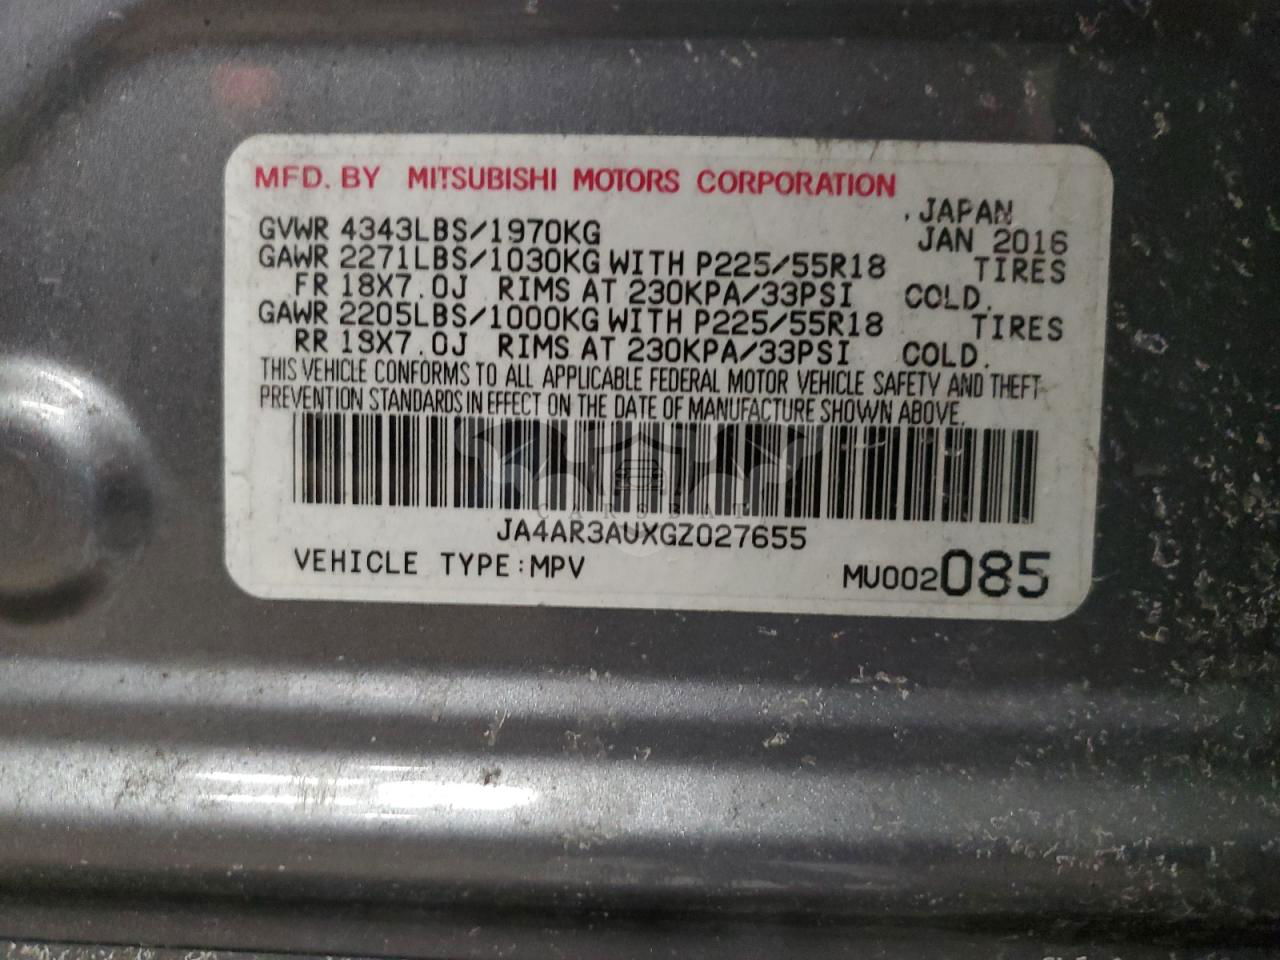 MFD. BY MITSUBISHI MOTORS CORPORATION
, JAPAN
GVWR 4343LBS/1970KG JAN 2016
GAWR 2271LBS/1030KG WITH P225/55R18 TIRES
FR 18X7.0J RIMS AT 230KPA/33PSI COLD.
GAWR 2205LBS/1000KG WITH P225/55R18 TIRES
RR 18X7.0J RIMS AT 230KPA/33PSI COLD.
THIS VEHICLE CONFORMS TO ALL APPLICABLE FEDERAL MOTOR VEHICLE SAFETY AND THEFT
PREVENTION STANDARDS IN EFFECT ON THE DATE OF MANUFACTURE SHOWN ABOVE.
CARSBAT
JA4AR3AUXGZ027655
VEHICLE TYPE:MPV MU002085